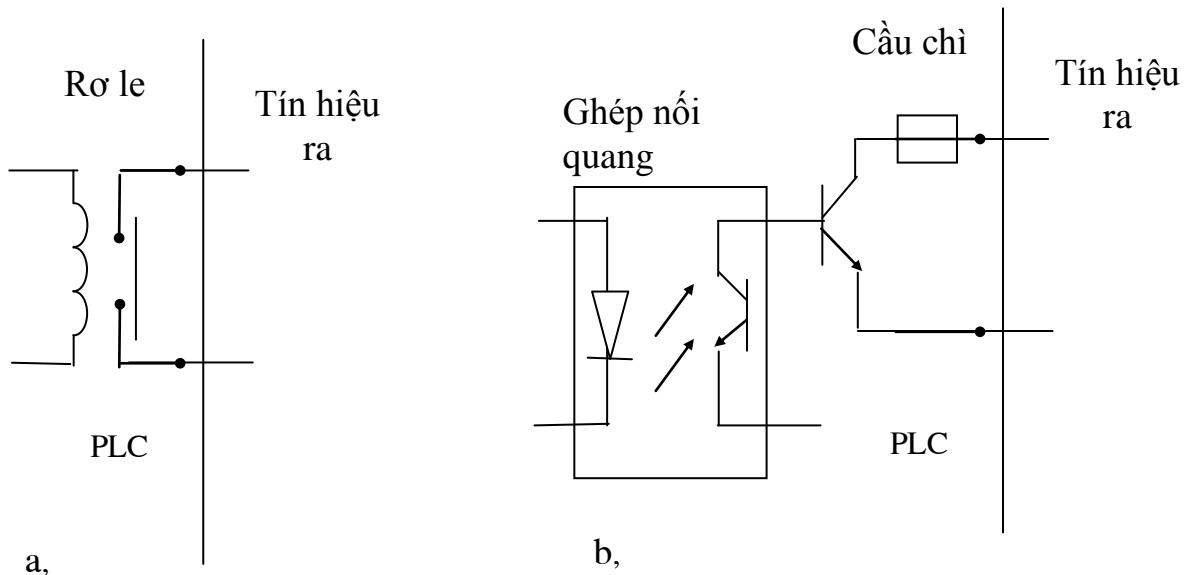 Rơ le
Tín hiệu
ra
PLC
a,
Cầu chì
Ghép nối
quang
Tín hiệu
ra
PLC
b,